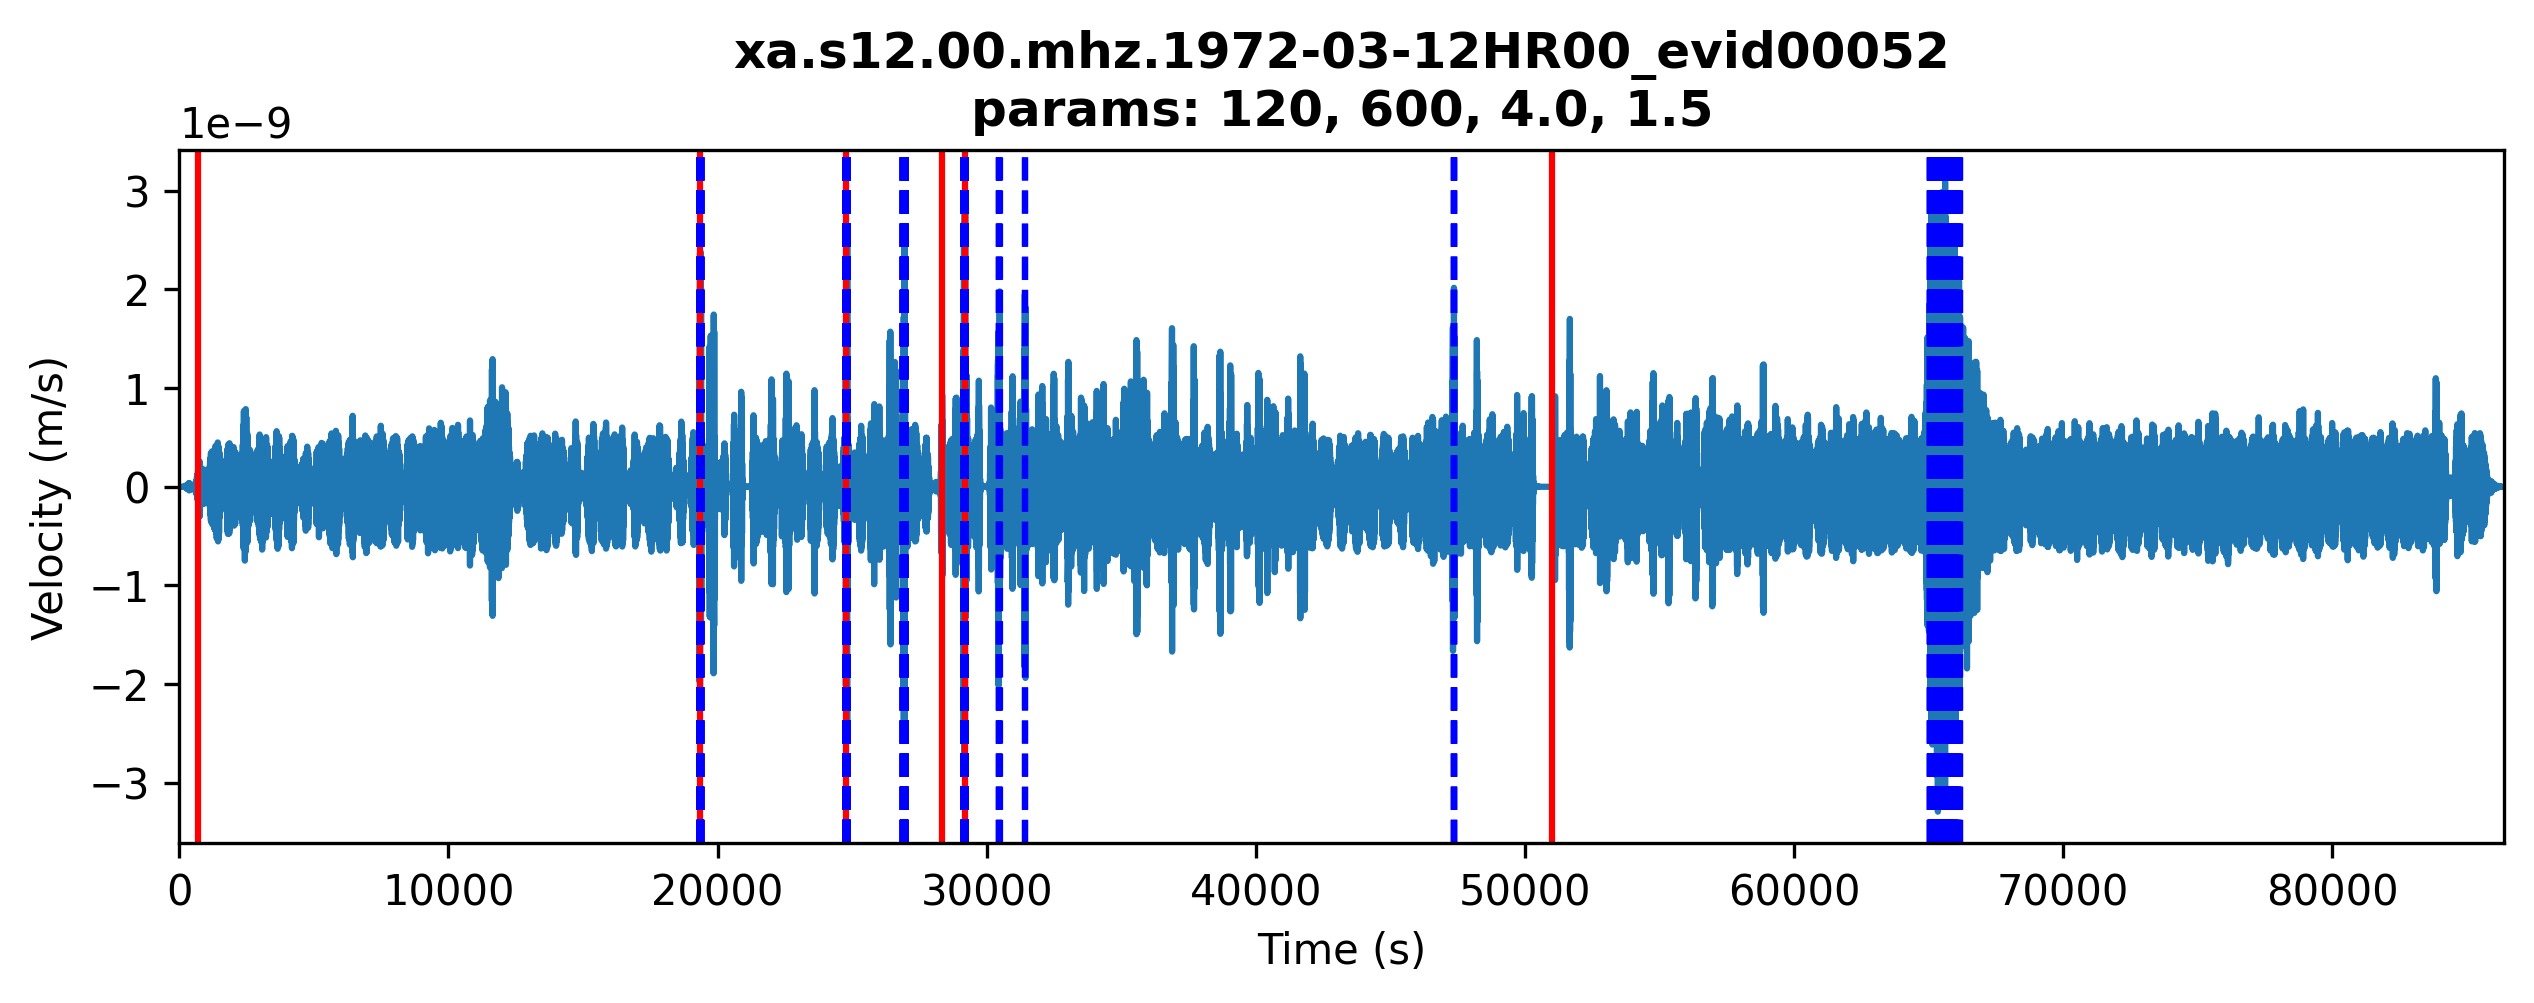 xa.s12.00.mhz.1972-03-12HR00_evid00052
params: 120, 600, 4.0, 1.5
1e−9
3
2
1
0
−1
−2
−3
Velocity (m/s)
0 10000 20000 30000 40000 50000 60000 70000 80000
Time (s)